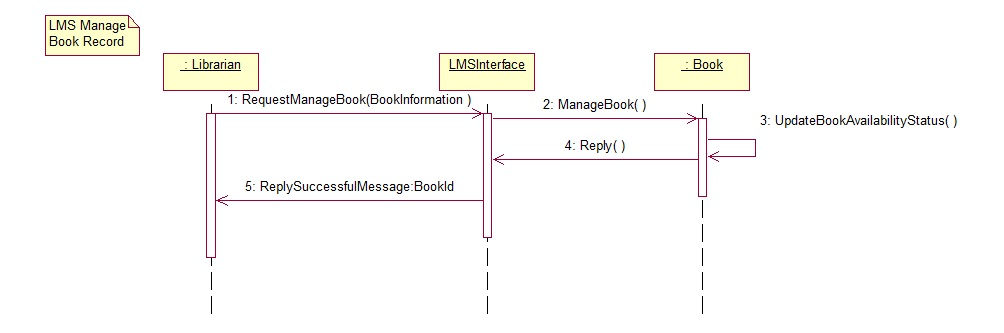 LMS Manage
Book Record
: Librarian
LMSInterface
: Book
1: RequestManageBook(BookInformation )
2: ManageBook( )
3: UpdateBookAvailabilityStatus( )
4: Reply( )
5: ReplySuccessfulMessage:BookId